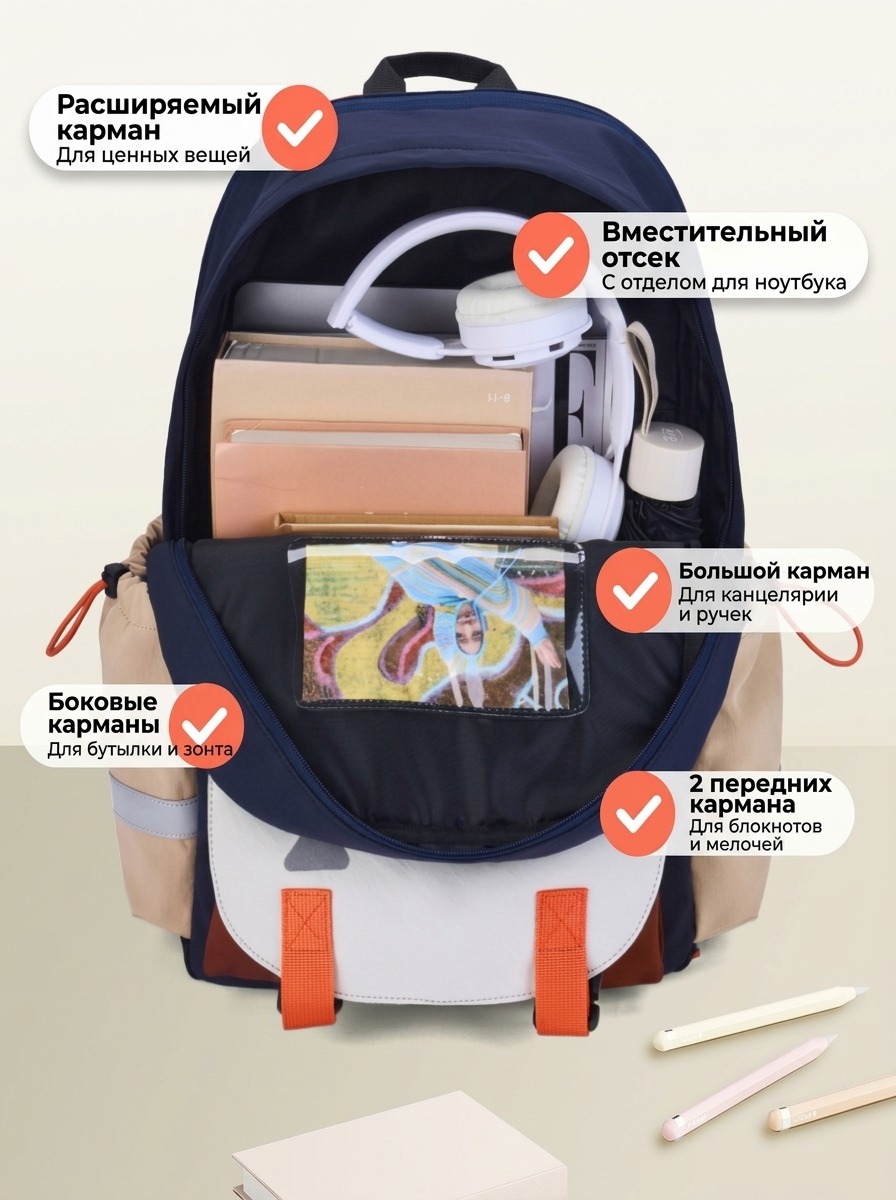 Расширяемый
карман
Для ценных вещей
Вместительный
отсек
С отделом для ноутбука
Большой карман
Для канцелярии
и ручек
Боковые
карманы
Для бутылки и зонта
2 передних
кармана
Для блокнотов
и мелочей